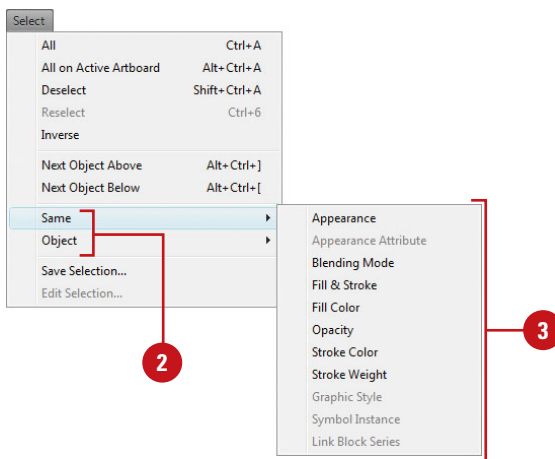 Select
All Ctrl+A
All on Active Artboard Alt+Ctrl+A
Deselect Shift+Ctrl+A
Reselect Ctrl+6
Inverse
Next Object Above Alt+Ctrl+]
Next Object Below Alt+Ctrl+[
Same
Object
Save Selection...
Edit Selection...
2
Appearance
Appearance Attribute
Blending Mode
Fill & Stroke
Fill Color
Opacity
Stroke Color
Stroke Weight
Graphic Style
Symbol Instance
Link Block Series
3